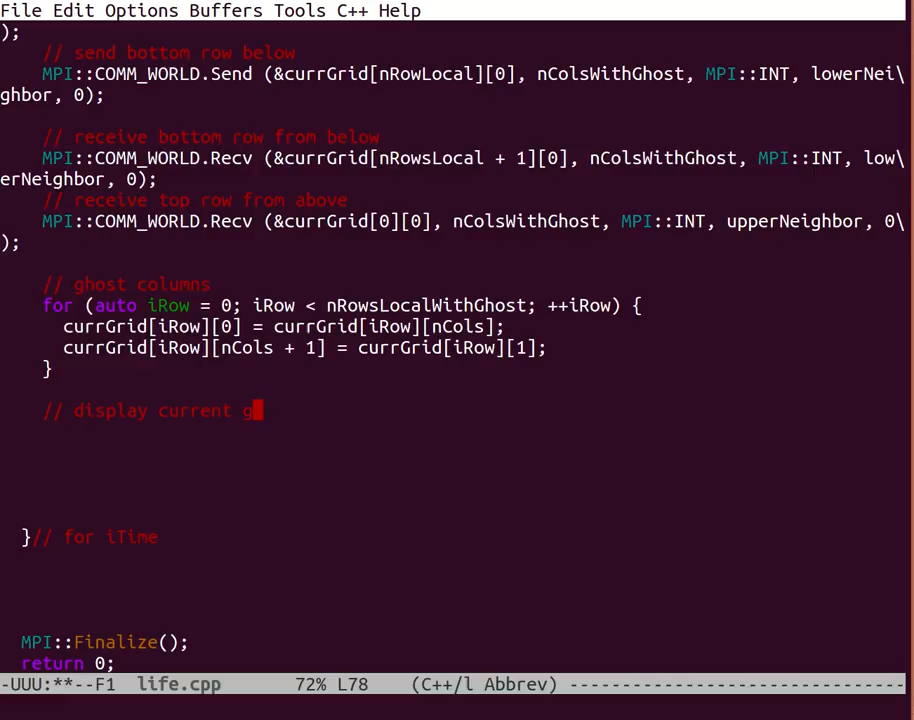 File Edit Options Buffers Tools C++ Help
);
// send bottom row below
MPI::COMM_WORLD.Send (&currGrid[nRowLocal][0], nColsWithGhost, MPI::INT, lowerNei\
ghbor, 0);
// receive bottom row from below
MPI::COMM_WORLD.Recv (&currGrid[nRowsLocal + 1][0], nColsWithGhost, MPI::INT, low\
erNeighbor, 0);
// receive top row from above
MPI::COMM_WORLD.Recv (&currGrid[0][0], nColsWithGhost, MPI::INT, upperNeighbor, 0\
);
// ghost columns
for (auto iRow = 0; iRow < nRowsLocalWithGhost; ++iRow) {
currGrid[iRow][0] = currGrid[iRow][nCols];
currGrid[iRow][nCols + 1] = currGrid[iRow][1];
}
// display current g
}// for iTime
MPI::Finalize();
return 0;
-UUU:**--F1 life.cpp 72% L78 (C++/l Abbrev) --------------------------------